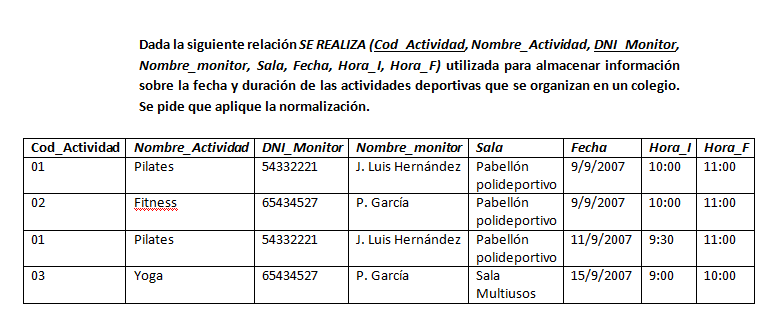 Dada la siguiente relación SE REALIZA (Cod_Actividad, Nombre_Actividad, DNI_Monitor,
Nombre_monitor, Sala, Fecha, Hora_I, Hora_F) utilizada para almacenar información
sobre la fecha y duración de las actividades deportivas que se organizan en un colegio.
Se pide que aplique la normalización.
Cod_Actividad Nombre_Actividad DNI_Monitor Nombre_monitor Sala Fecha Hora_I Hora_F
01 Pilates 54332221 J. Luis Hernández Pabellón 9/9/2007 10:00 11:00
polideportivo
02 Fitness 65434527 P. García Pabellón 9/9/2007 10:00 11:00
polideportivo
01 Pilates 54332221 J. Luis Hernández Pabellón 11/9/2007 9:30 11:00
polideportivo
03 Yoga 65434527 P. García Sala 15/9/2007 9:00 10:00
Multiusos